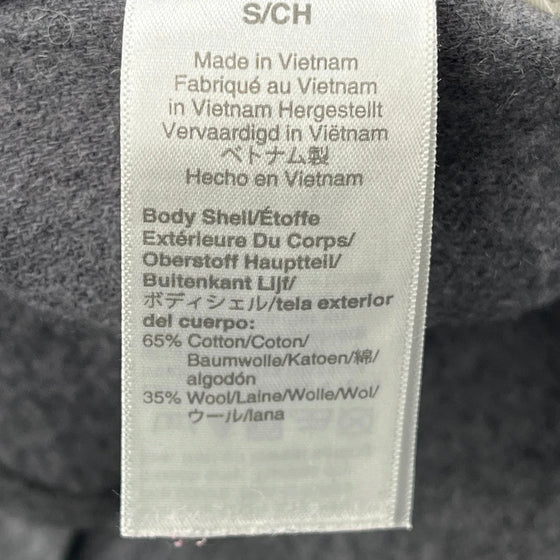 S/CH
Made in Vietnam
Fabriqué au Vietnam
in Vietnam Hergestellt
Vervaardigd in Viëtnam
ベトナム製
Hecho en Vietnam
Body Shell/Étoffe
Extérieure Du Corps/
Oberstoff Hauptteil/
Buitenkant Lijf/
ボディシェル/tela exterior
del cuerpo:
65% Cotton/Coton/
Baumwolle/Katoen/綿/
algodón
35% Wool/Laine/Wolle/Wol/
ウール/lana